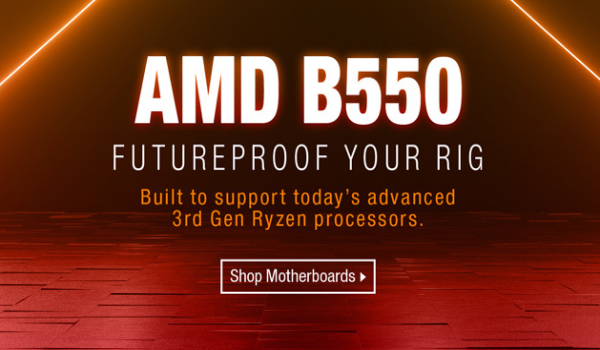 AMD B550
FUTUREPROOF YOUR RIG
Built to support today's advanced
3rd Gen Ryzen processors.
Shop Motherboards